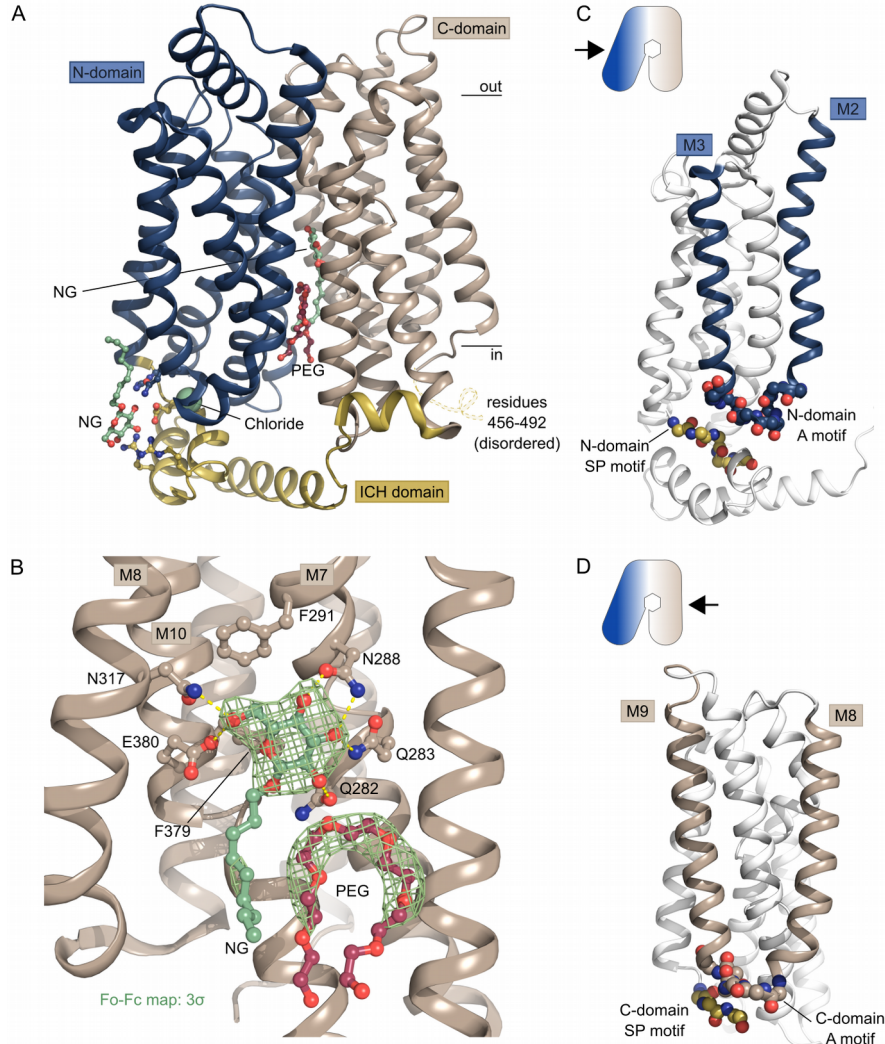 A
C-domain
N-domain
out
NG
in
PEG
NG
Chloride
residues
456-492
(disordered)
ICH domain
B
M8
M7
F291
M10
N317
N288
E380
Q283
Q282
F379
PEG
NG
Fo-Fc map: 3σ
C
M2
M3
N-domain
A motif
N-domain
SP motif
D
M9
M8
C-domain
SP motif
C-domain
A motif